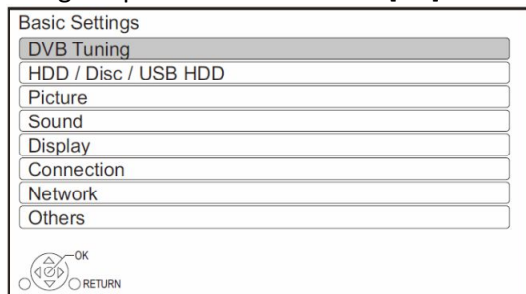 Basic Settings
DVB Tuning
HDD / Disc / USB HDD
Picture
Sound
Display
Connection
Network
Others
OK
RETURN